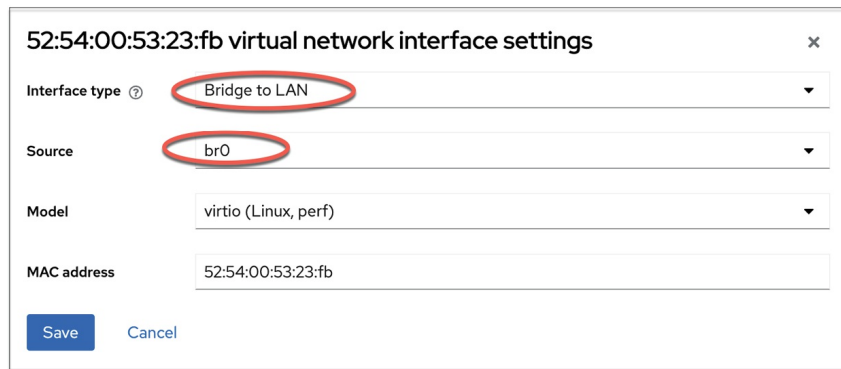 52:54:00:53:23:fb virtual network interface settings ×
Interface type ? Bridge to LAN
Source br0
Model virtio (Linux, perf)
MAC address 52:54:00:53:23:fb
Save Cancel